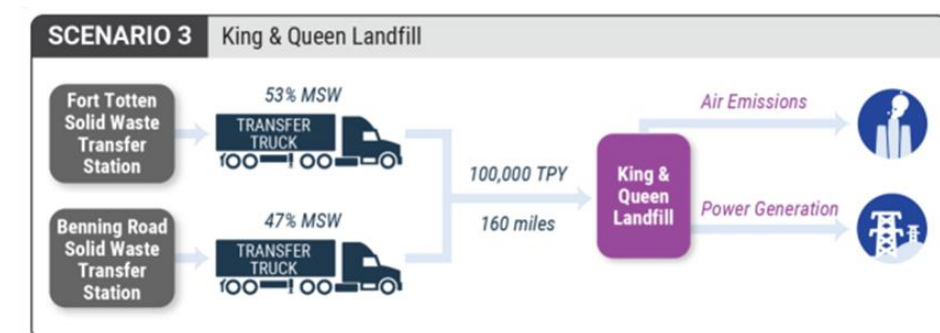 SCENARIO 3
King & Queen Landfill
Fort Totten
Solid Waste
Transfer
Station
53% MSW
TRANSFER
TRUCK
Benning Road
Solid Waste
Transfer
Station
47% MSW
TRANSFER
TRUCK
100,000 TPY
160 miles
King &
Queen
Landfill
Air Emissions
Power Generation